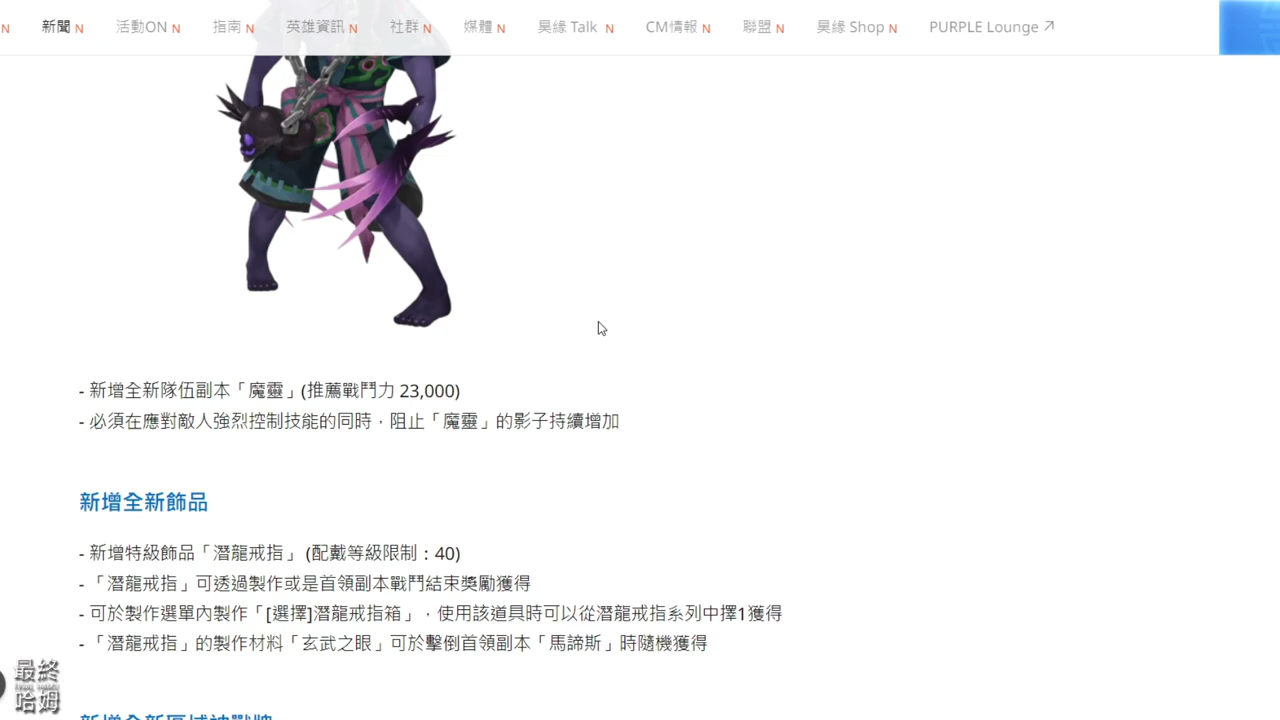 N 新聞 N 活動ON N 指南 N 英雄資訊 N 社群 N 媒體 N 昊緣 Talk N CM情報 N 聯盟 N 昊緣 Shop N PURPLE Lounge
- 新增全新隊伍副本「魔靈」(推薦戰鬥力 23,000)
- 必須在應對敵人強烈控制技能的同時，阻止「魔靈」的影子持續增加
新增全新飾品
- 新增特級飾品「潛龍戒指」 (配戴等級限制：40)
- 「潛龍戒指」可透過製作或是首領副本戰鬥結束獎勵獲得
- 可於製作選單內製作「[選擇]潛龍戒指箱」，使用該道具時可以從潛龍戒指系列中擇1獲得
- 「潛龍戒指」的製作材料「玄武之眼」可於擊倒首領副本「馬諦斯」時隨機獲得
最終
哈姆